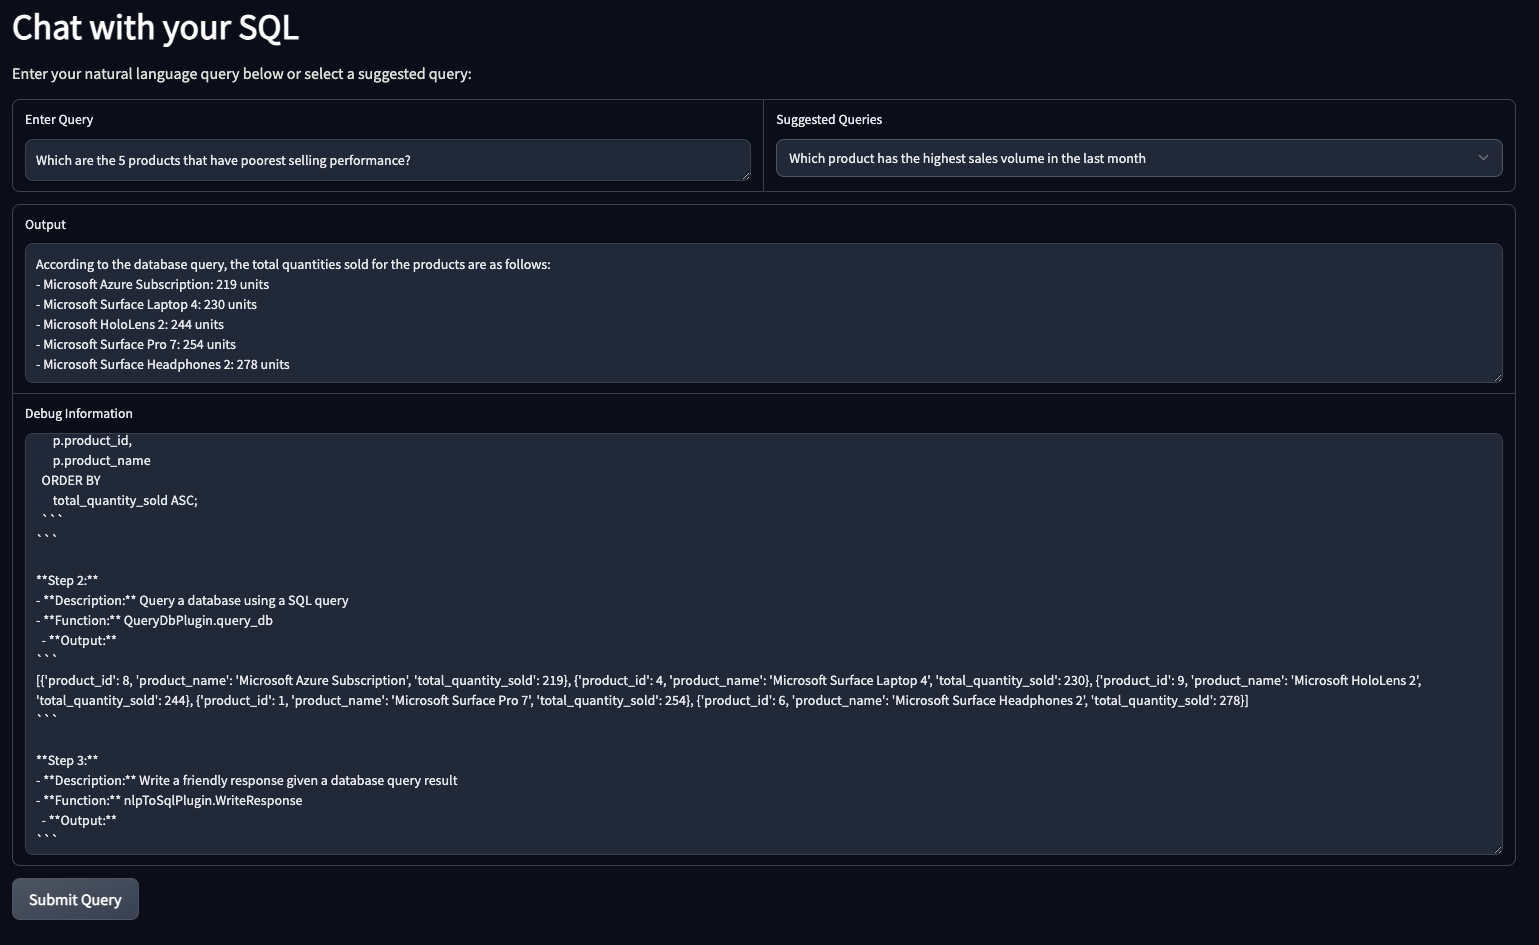 Chat with your SQL
Enter your natural language query below or select a suggested query:
Enter Query
Which are the 5 products that have poorest selling performance?
Suggested Queries
Which product has the highest sales volume in the last month
Output
According to the database query, the total quantities sold for the products are as follows:
- Microsoft Azure Subscription: 219 units
- Microsoft Surface Laptop 4: 230 units
- Microsoft HoloLens 2: 244 units
- Microsoft Surface Pro 7: 254 units
- Microsoft Surface Headphones 2: 278 units
Debug Information
p.product_id,
p.product_name
ORDER BY
total_quantity_sold ASC;
```
```
**Step 2:**
- **Description:** Query a database using a SQL query
- **Function:** QueryDbPlugin.query_db
- **Output:**
```
[{'product_id': 8, 'product_name': 'Microsoft Azure Subscription', 'total_quantity_sold': 219}, {'product_id': 4, 'product_name': 'Microsoft Surface Laptop 4', 'total_quantity_sold': 230}, {'product_id': 9, 'product_name': 'Microsoft HoloLens 2',
'total_quantity_sold': 244}, {'product_id': 1, 'product_name': 'Microsoft Surface Pro 7', 'total_quantity_sold': 254}, {'product_id': 6, 'product_name': 'Microsoft Surface Headphones 2', 'total_quantity_sold': 278}]
```
**Step 3:**
- **Description:** Write a friendly response given a database query result
- **Function:** nlpToSqlPlugin.WriteResponse
- **Output:**
```
Submit Query